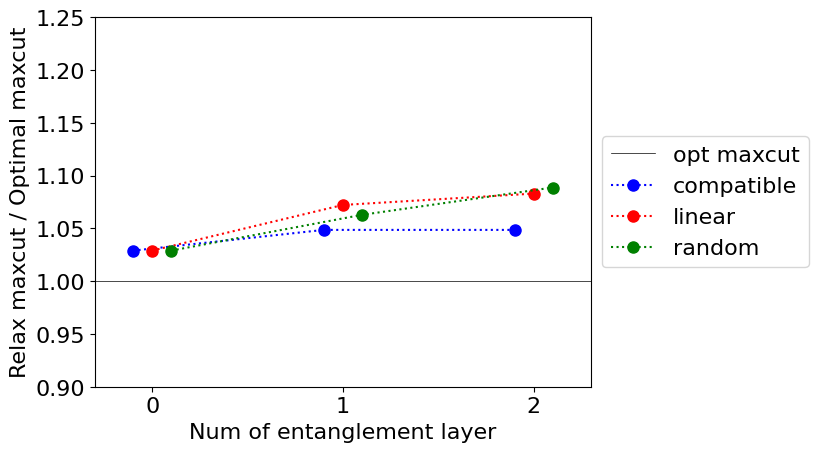 Relax maxcut / Optimal maxcut
1.25
1.20
1.15
1.10
1.05
1.00
0.95
0.90
0
1
2
Num of entanglement layer
opt maxcut
compatible
linear
random